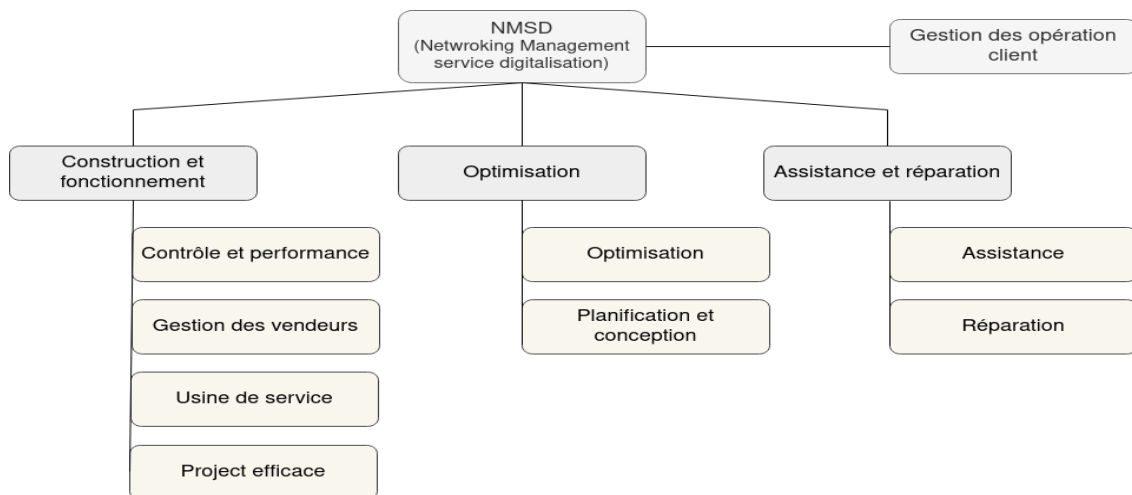 NMSD
(Netwroking Management
service digitalisation)
Gestion des opération
client
Construction et
fonctionnement
Optimisation
Assistance et réparation
Contrôle et performance
Optimisation
Assistance
Gestion des vendeurs
Planification et
conception
Réparation
Usine de service
Project efficace